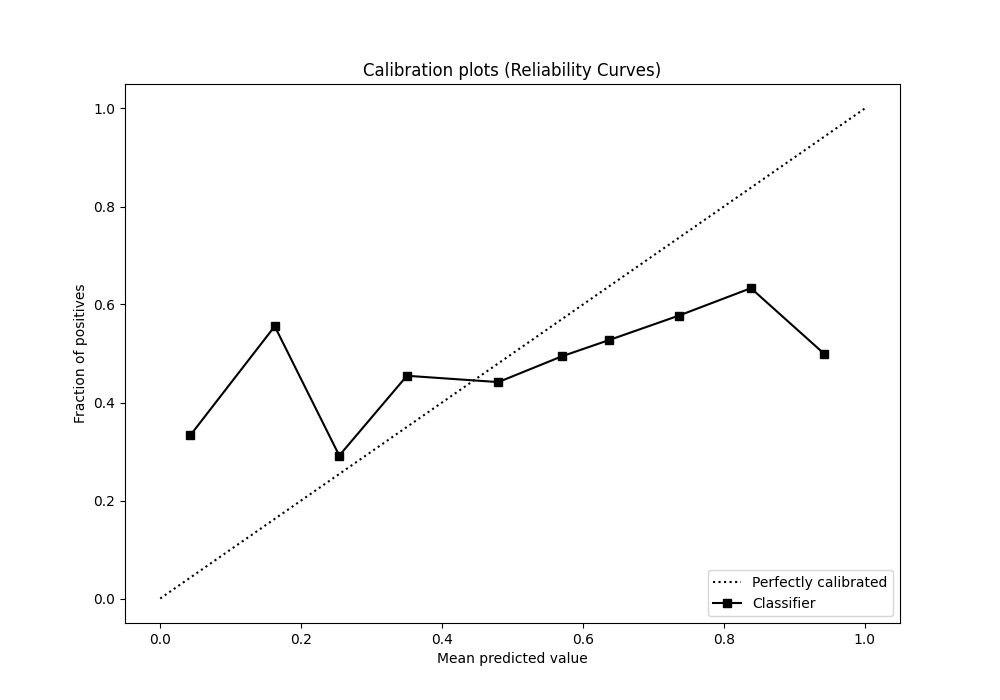 Calibration plots (Reliability Curves)
1.0
0.8
0.6
0.4
0.2
0.0
Fraction of positives
0.0 0.2 0.4 0.6 0.8 1.0
Mean predicted value
Perfectly calibrated
Classifier